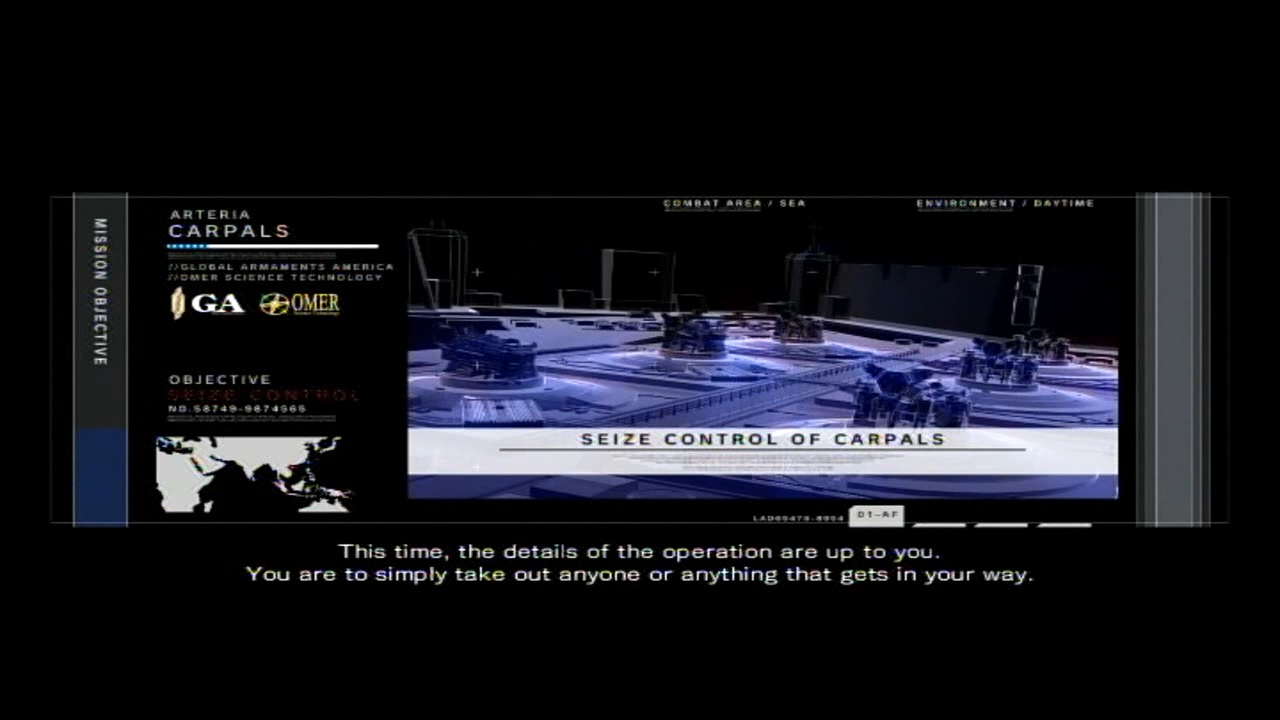 MISSION OBJECTIVE
ARTERIA
CARPALS
//GLOBAL ARMAMENTS AMERICA
//OMER SCIENCE TECHNOLOGY
GA
OMER
OBJECTIVE
SEIZE CONTROL
NO.58749-9874565
COMBAT AREA / SEA
ENVIRONMENT / DAYTIME
SEIZE CONTROL OF CARPALS
01-AF
This time, the details of the operation are up to you.
You are to simply take out anyone or anything that gets in your way.